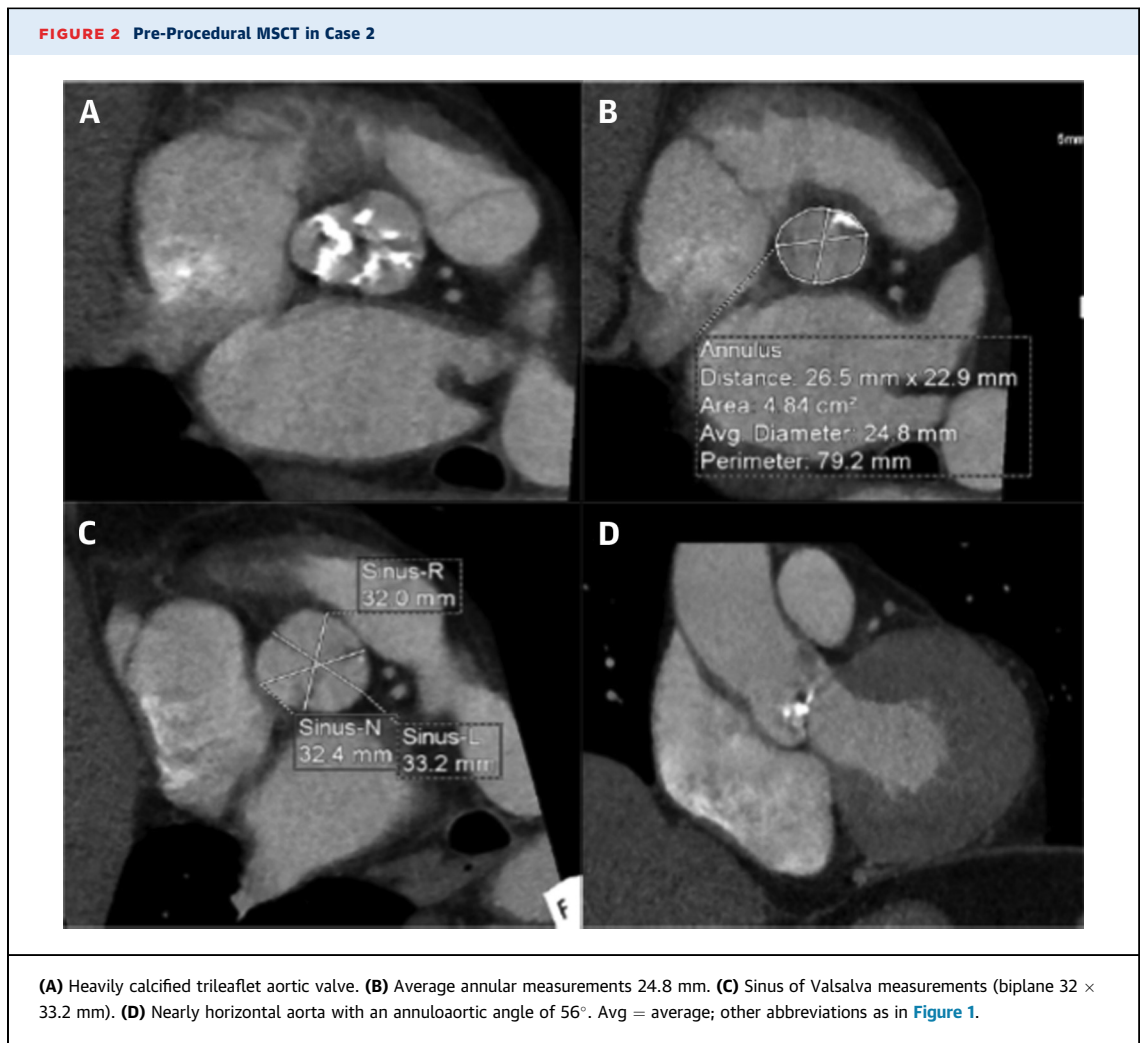 FIGURE 2 Pre-Procedural MSCT in Case 2
A
B
5mm
Annulus
Distance: 26.5 mm x 22.9 mm
Area: 4.84 cm²
Avg. Diameter: 24.8 mm
Perimeter: 79.2 mm
C
Sinus-R
32.0 mm
Sinus-N
32.4 mm
Sinus-L
33.2 mm
F
D
(A) Heavily calcified trileaflet aortic valve. (B) Average annular measurements 24.8 mm. (C) Sinus of Valsalva measurements (biplane 32 ×
33.2 mm). (D) Nearly horizontal aorta with an annuloaortic angle of 56°. Avg = average; other abbreviations as in Figure 1.